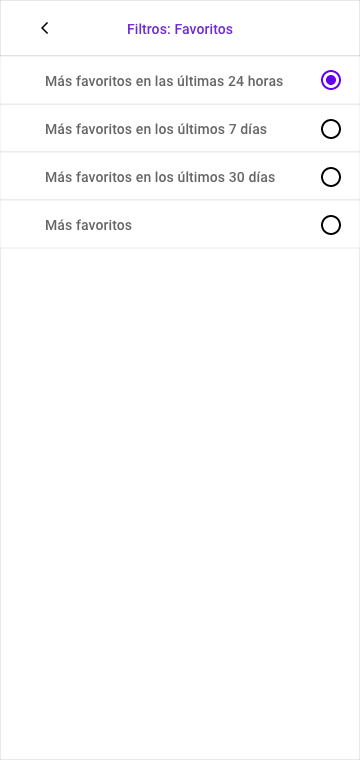 Filtros: Favoritos
Más favoritos en las últimas 24 horas
Más favoritos en los últimos 7 días
Más favoritos en los últimos 30 días
Más favoritos